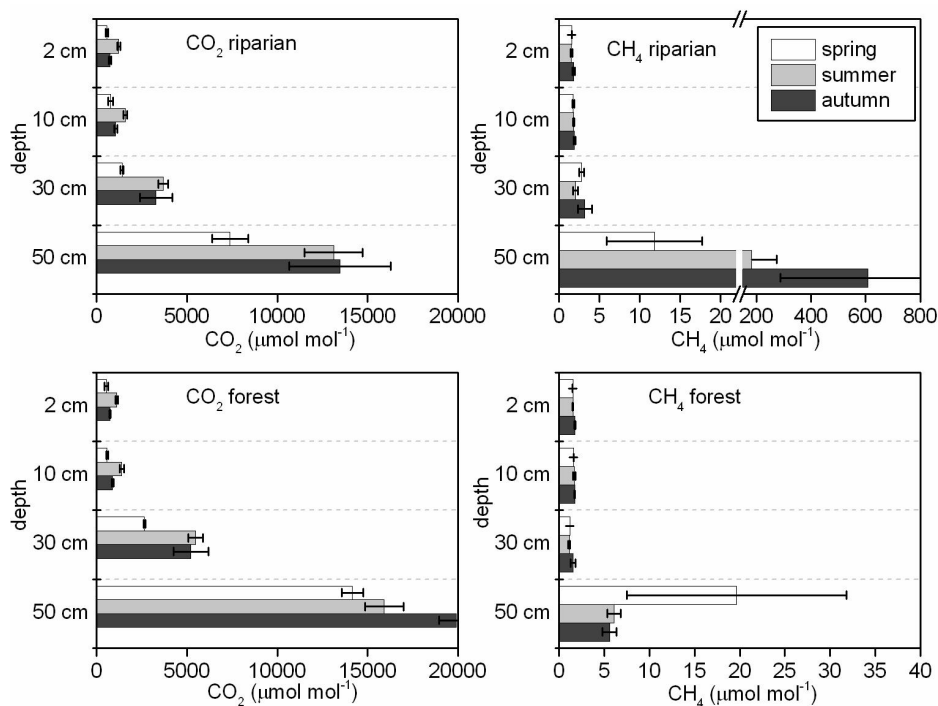 CO₂ riparian
2 cm
10 cm
30 cm
50 cm
depth
0 5000 10000 15000 20000
CO₂ (μmol mol⁻¹)
CH₄ riparian
spring
summer
autumn
2 cm
10 cm
30 cm
50 cm
depth
0 5 10 15 20 200 400 600 800
CH₄ (μmol mol⁻¹)
CO₂ forest
2 cm
10 cm
30 cm
50 cm
depth
0 5000 10000 15000 20000
CO₂ (μmol mol⁻¹)
CH₄ forest
2 cm
10 cm
30 cm
50 cm
depth
0 5 10 15 20 25 30 35 40
CH₄ (μmol mol⁻¹)